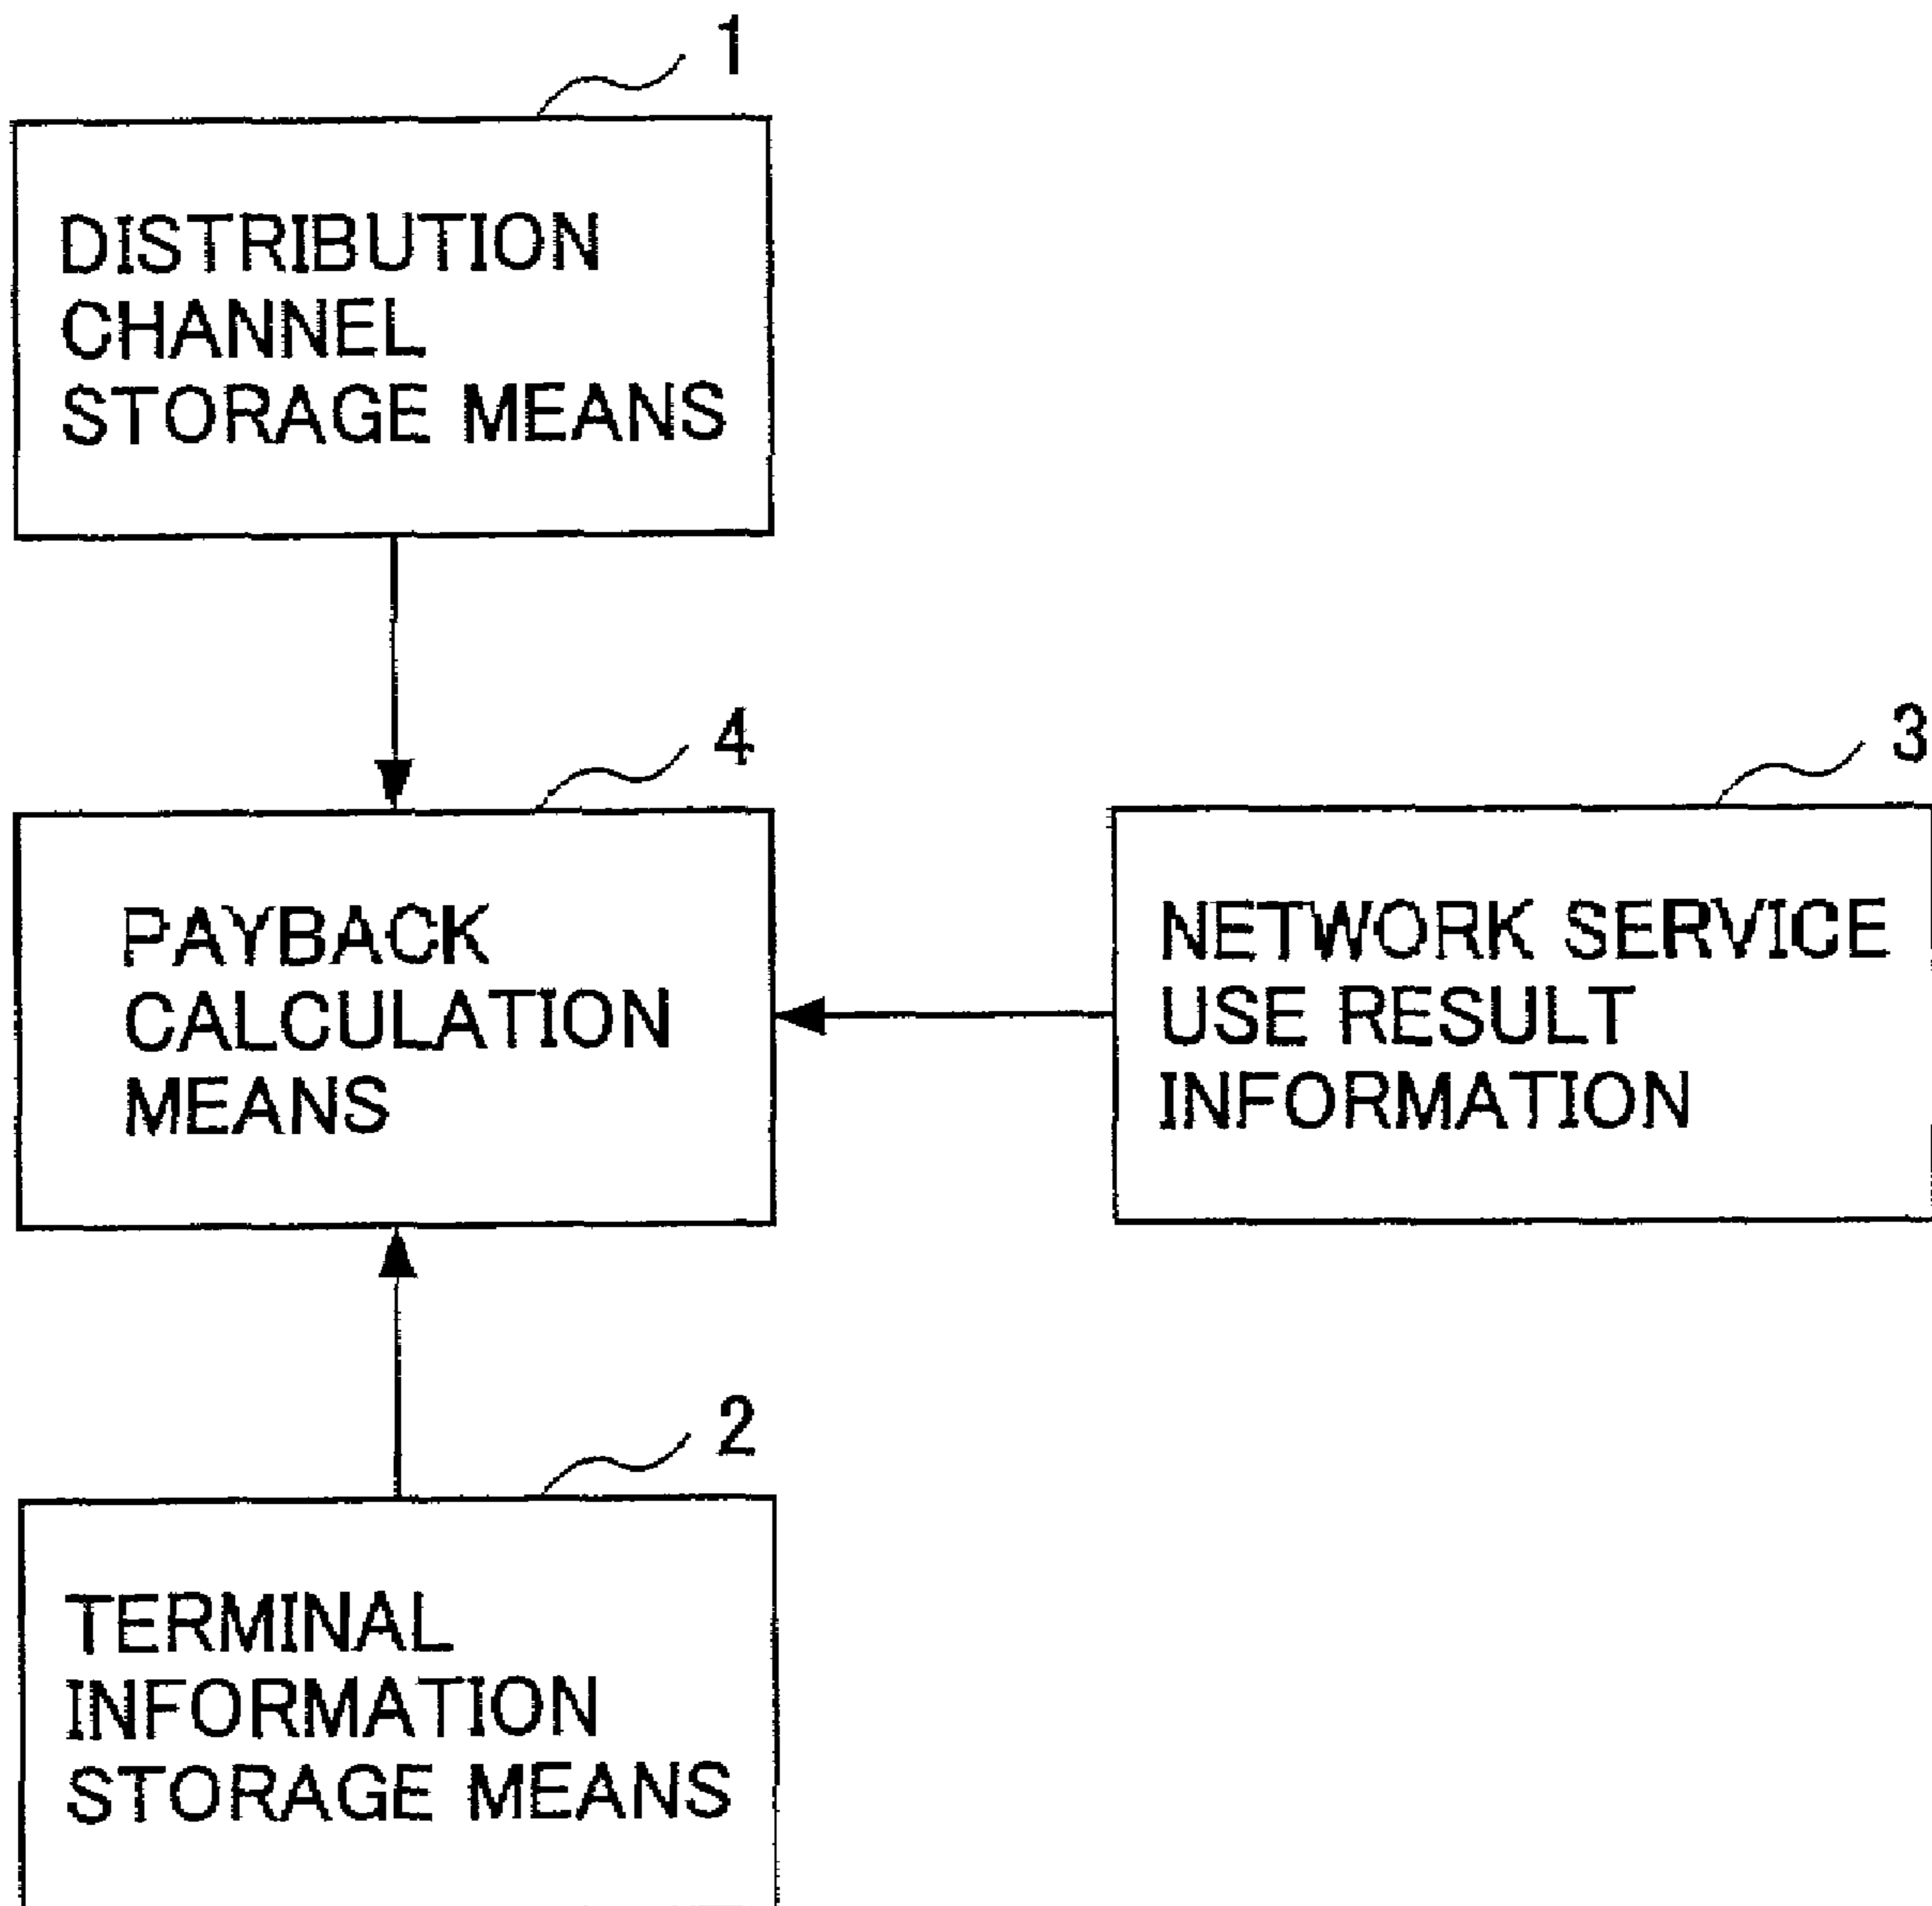 1
DISTRIBUTION
CHANNEL
STORAGE MEANS
4
PAYBACK
CALCULATION
MEANS
3
NETWORK SERVICE
USE RESULT
INFORMATION
2
TERMINAL
INFORMATION
STORAGE MEANS